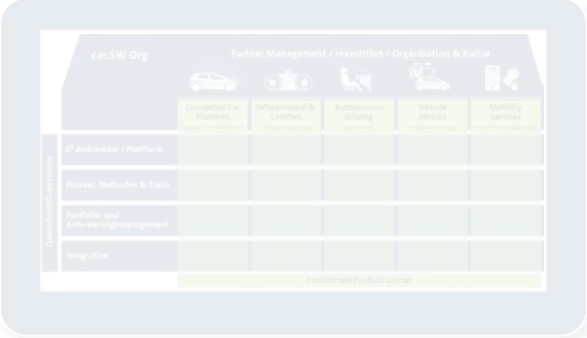 car.SW Org
Partner Management / Investition / Organisation & Kultur
Connected Car
Platform
Infotainment &
Comfort
Autonomous
Driving
Vehicle
Motion
Mobility
Services
Querschnittsfunktionen
E³ Architektur / Plattform
Prozess, Methoden & Tools
Portfolio- und
Anforderungsmanagement
Integration
Funktionale Produkt Cluster